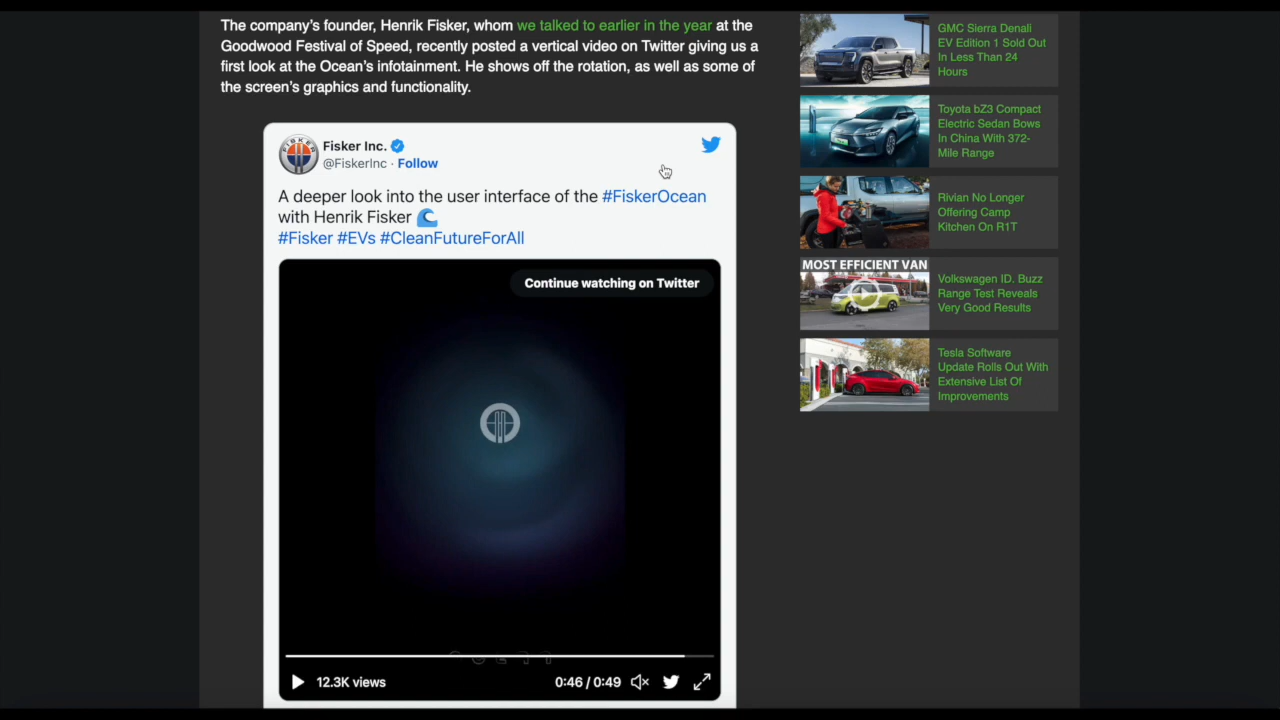 The company's founder, Henrik Fisker, whom we talked to earlier in the year at the
Goodwood Festival of Speed, recently posted a vertical video on Twitter giving us a
first look at the Ocean's infotainment. He shows off the rotation, as well as some of
the screen's graphics and functionality.
Fisker Inc.
@FiskerInc · Follow
A deeper look into the user interface of the #FiskerOcean
with Henrik Fisker 🌊
#Fisker #EVs #CleanFutureForAll
Continue watching on Twitter
12.3K views
0:46 / 0:49
GMC Sierra Denali
EV Edition 1 Sold Out
In Less Than 24
Hours
Toyota bZ3 Compact
Electric Sedan Bows
In China With 372-
Mile Range
Rivian No Longer
Offering Camp
Kitchen On R1T
MOST EFFICIENT VAN
Volkswagen ID. Buzz
Range Test Reveals
Very Good Results
Tesla Software
Update Rolls Out With
Extensive List Of
Improvements